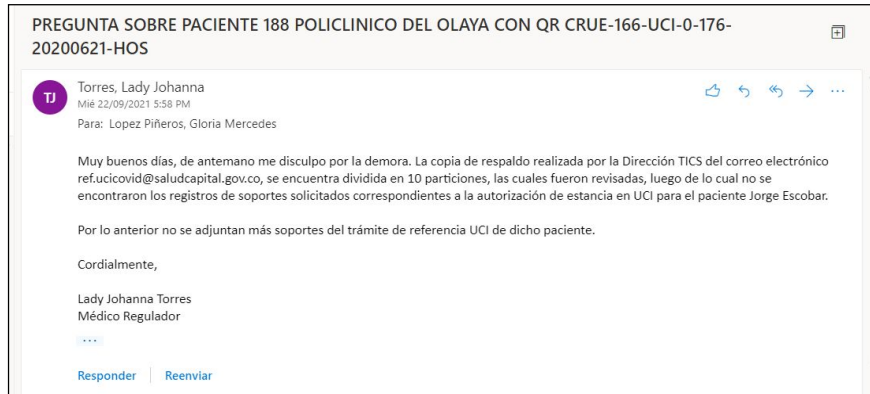 PREGUNTA SOBRE PACIENTE 188 POLICLINICO DEL OLAYA CON QR CRUE-166-UCI-0-176-
20200621-HOS
TJ
Torres, Lady Johanna
Mié 22/09/2021 5:58 PM
Para: Lopez Piñeros, Gloria Mercedes
Muy buenos días, de antemano me disculpo por la demora. La copia de respaldo realizada por la Dirección TICS del correo electrónico
ref.ucicovid@saludcapital.gov.co, se encuentra dividida en 10 particiones, las cuales fueron revisadas, luego de lo cual no se
encontraron los registros de soportes solicitados correspondientes a la autorización de estancia en UCI para el paciente Jorge Escobar.
Por lo anterior no se adjuntan más soportes del trámite de referencia UCI de dicho paciente.
Cordialmente,
Lady Johanna Torres
Médico Regulador
...
Responder Reenviar